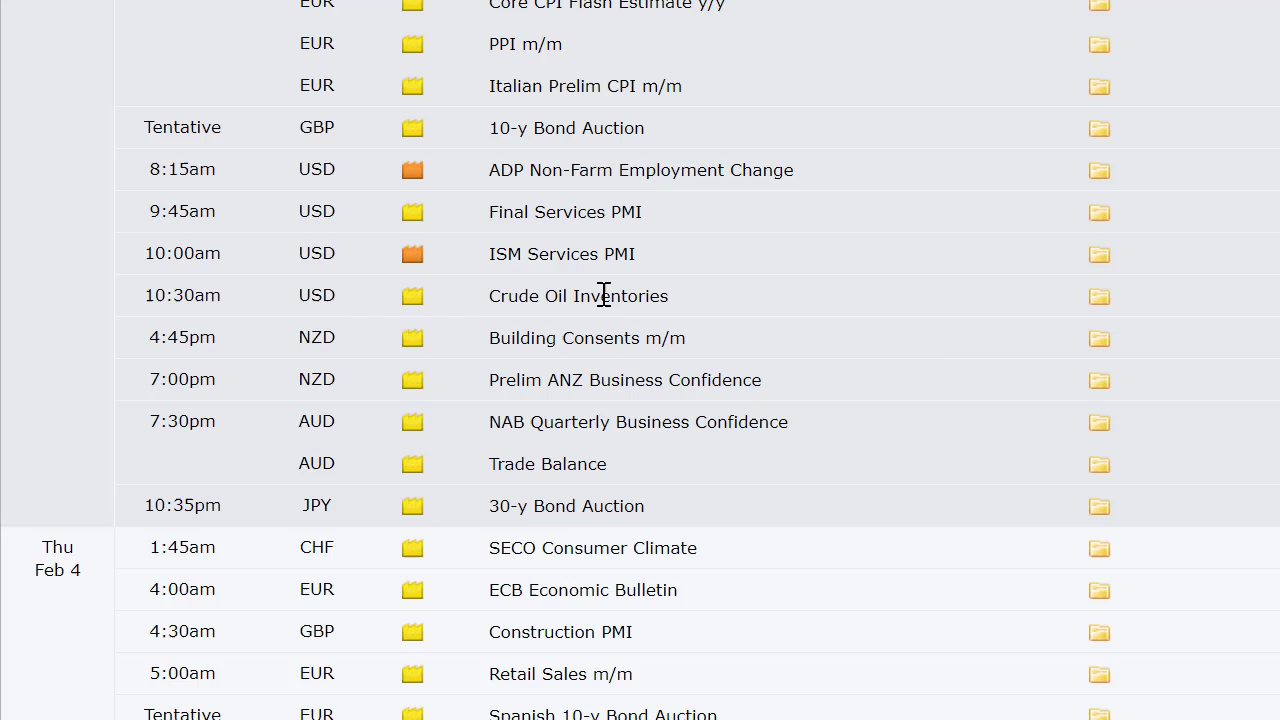 EUR Core CPI Flash Estimate y/y
EUR PPI m/m
EUR Italian Prelim CPI m/m
Tentative GBP 10-y Bond Auction
8:15am USD ADP Non-Farm Employment Change
9:45am USD Final Services PMI
10:00am USD ISM Services PMI
10:30am USD Crude Oil Inventories
4:45pm NZD Building Consents m/m
7:00pm NZD Prelim ANZ Business Confidence
7:30pm AUD NAB Quarterly Business Confidence
AUD Trade Balance
10:35pm JPY 30-y Bond Auction
Thu Feb 4 1:45am CHF SECO Consumer Climate
4:00am EUR ECB Economic Bulletin
4:30am GBP Construction PMI
5:00am EUR Retail Sales m/m
Tentative EUR Spanish 10-y Bond Auction